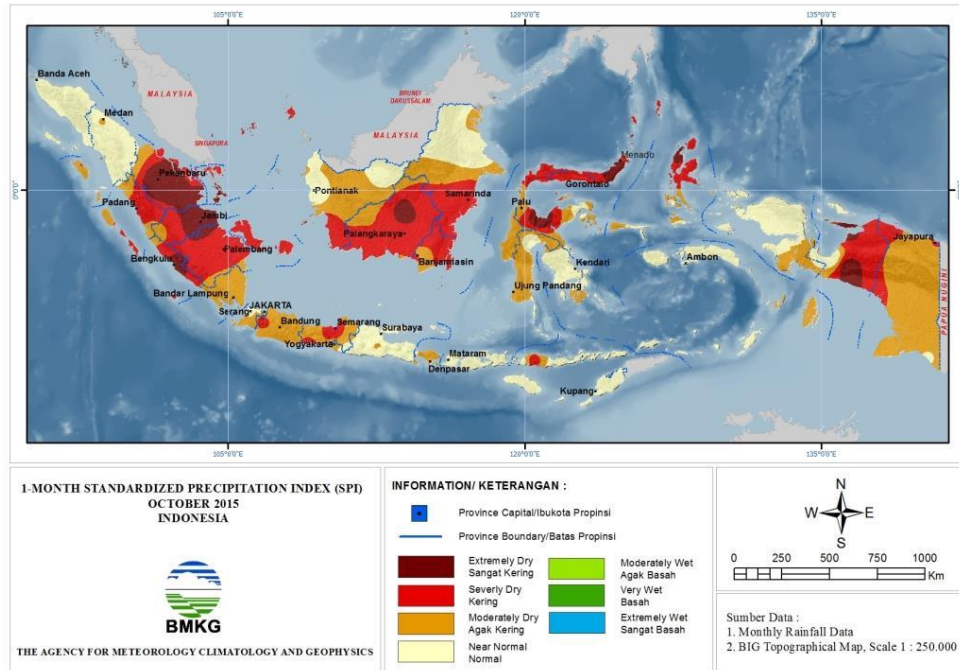 105°0'0"E
120°0'0"E
135°0'0"E
Banda Aceh
MALAYSIA
BRUNEI
DARUSSALAM
Medan
MALAYSIA
SINGAPURA
Menado
Pekanbaru
0°0'0"
Pontianak
Samarinda
Gorontalo
Padang
Palu
Jambi
Palangkaraya
Jayapura
Palembang
Bengkulu
Banjarmasin
Kendari
Ambon
Bandar Lampung
Ujung Pandang
PAPUA NUGINI
Serang
JAKARTA
Bandung
Semarang
Surabaya
Yogyakarta
Mataram
Denpasar
Kupang
105°0'0"E
120°0'0"E
135°0'0"E
1-MONTH STANDARDIZED PRECIPITATION INDEX (SPI)
OCTOBER 2015
INDONESIA
BMKG
THE AGENCY FOR METEOROLOGY CLIMATOLOGY AND GEOPHYSICS
INFORMATION/ KETERANGAN :
Province Capital/Ibukota Propinsi
Province Boundary/Batas Propinsi
Extremely Dry
Sangat Kering
Severly Dry
Kering
Moderately Dry
Agak Kering
Near Normal
Normal
Moderately Wet
Agak Basah
Very Wet
Basah
Extremely Wet
Sangat Basah
N
W E
S
0 250 500 750 1000
Km
Sumber Data :
1. Monthly Rainfall Data
2. BIG Topographical Map, Scale 1 : 250.000